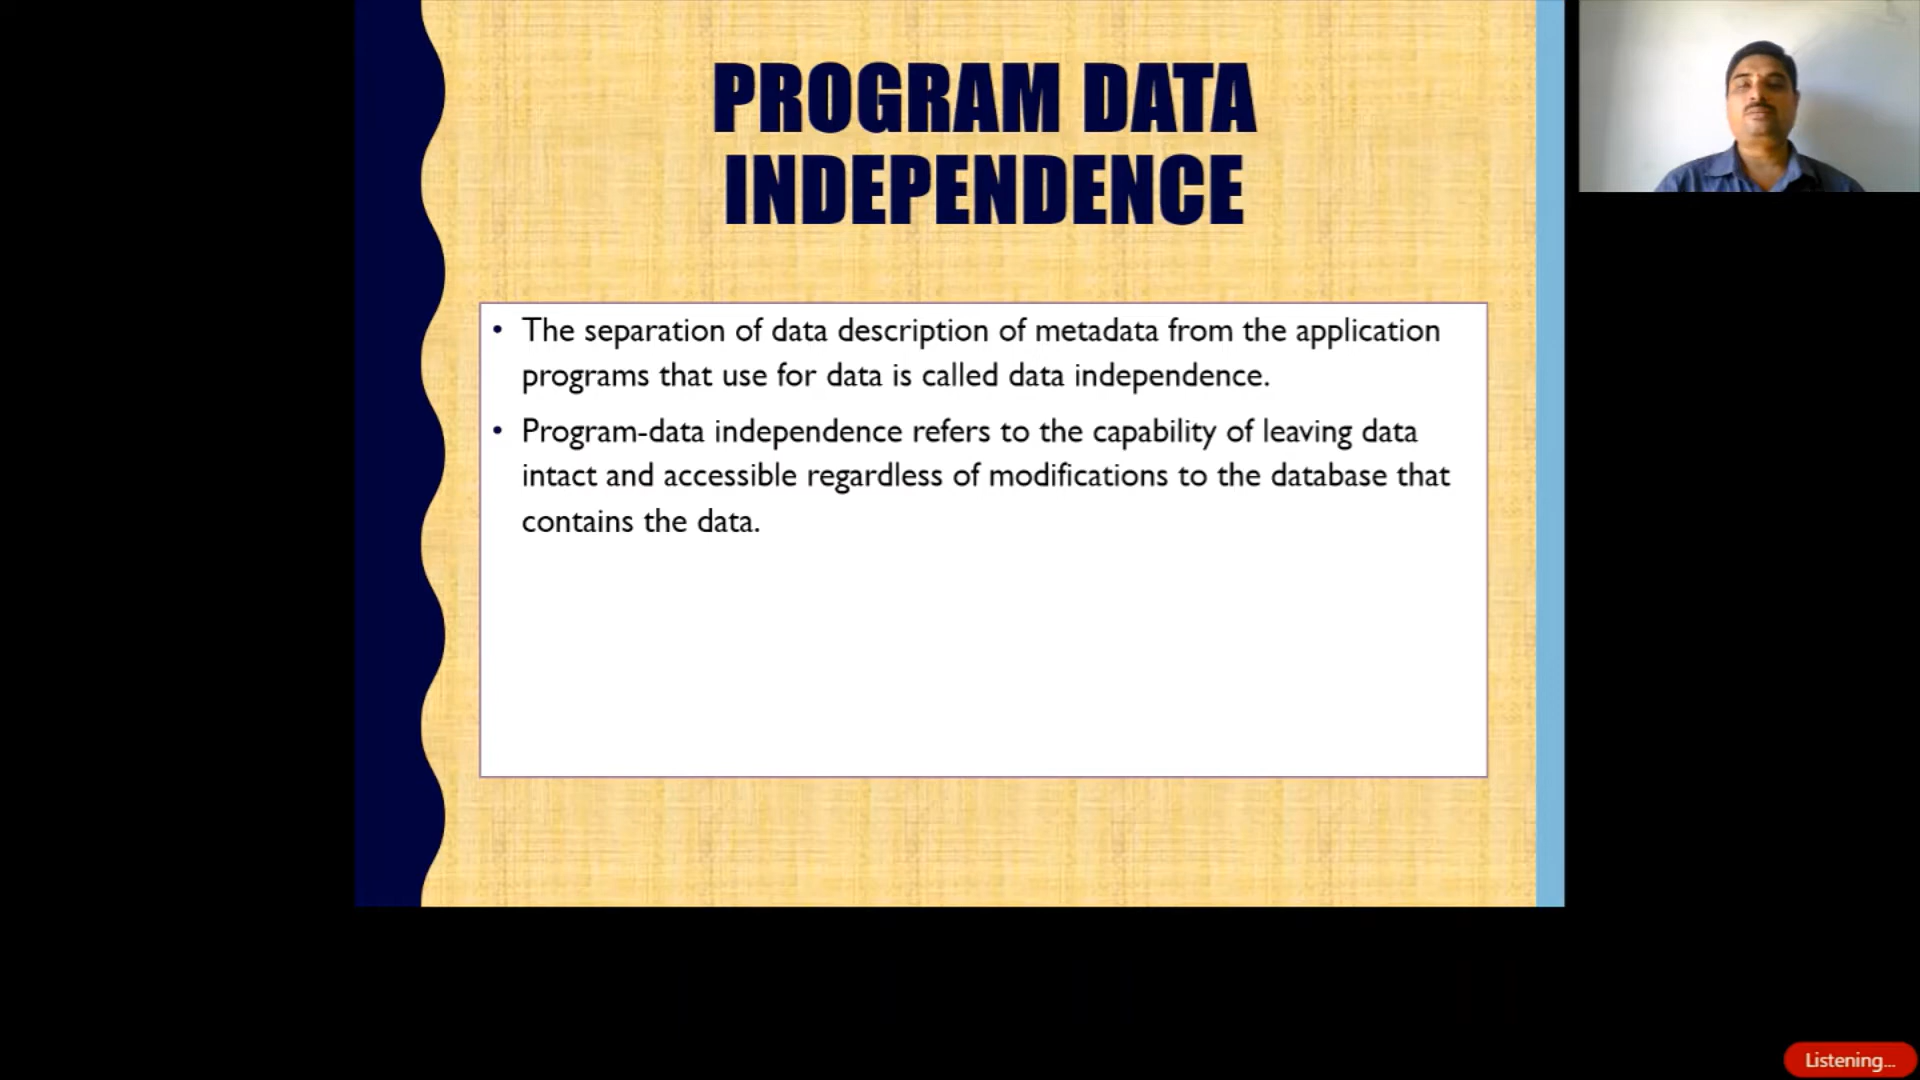 PROGRAM DATA
INDEPENDENCE
• The separation of data description of metadata from the application
programs that use for data is called data independence.
• Program-data independence refers to the capability of leaving data
intact and accessible regardless of modifications to the database that
contains the data.
Listening...